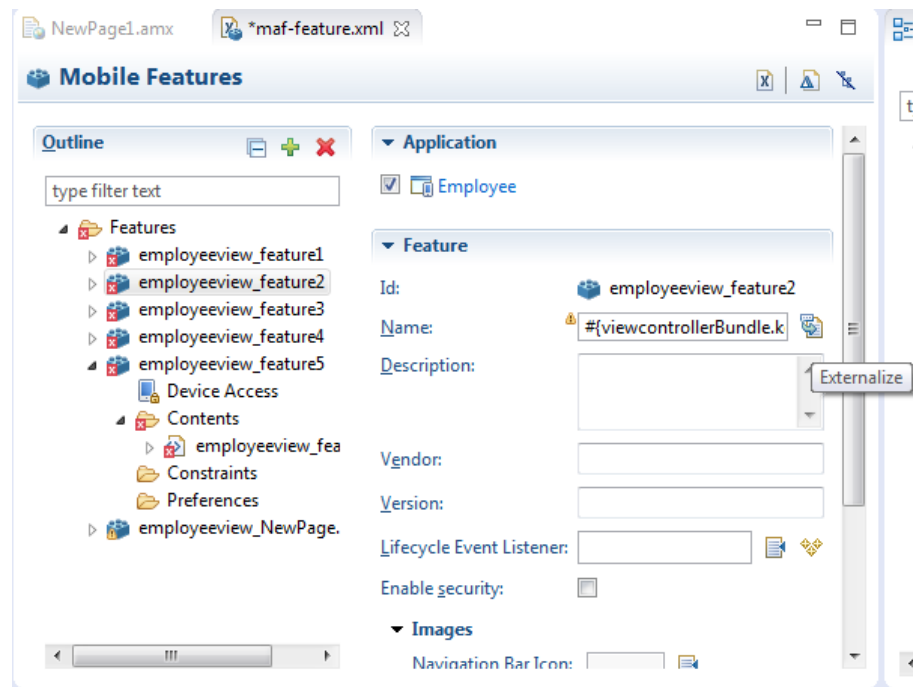 NewPage1.amx
*maf-feature.xml
Mobile Features
Outline
type filter text
Features
employeeview_feature1
employeeview_feature2
employeeview_feature3
employeeview_feature4
employeeview_feature5
Device Access
Contents
employeeview_fea
Constraints
Preferences
employeeview_NewPage.
Application
Employee
Feature
Id:
employeeview_feature2
Name:
#{viewcontrollerBundle.k
Description:
Externalize
Vendor:
Version:
Lifecycle Event Listener:
Enable security:
Images
Navigation Bar Icon:
t